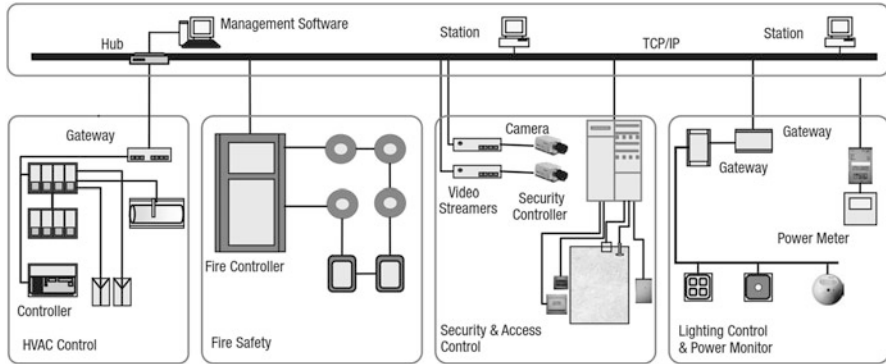 Management Software
Hub
Station
TCP/IP
Station
Gateway
Controller
HVAC Control
Fire Controller
Fire Safety
Camera
Video
Streamers
Security
Controller
Security & Access
Control
Gateway
Gateway
Power Meter
Lighting Control
& Power Monitor